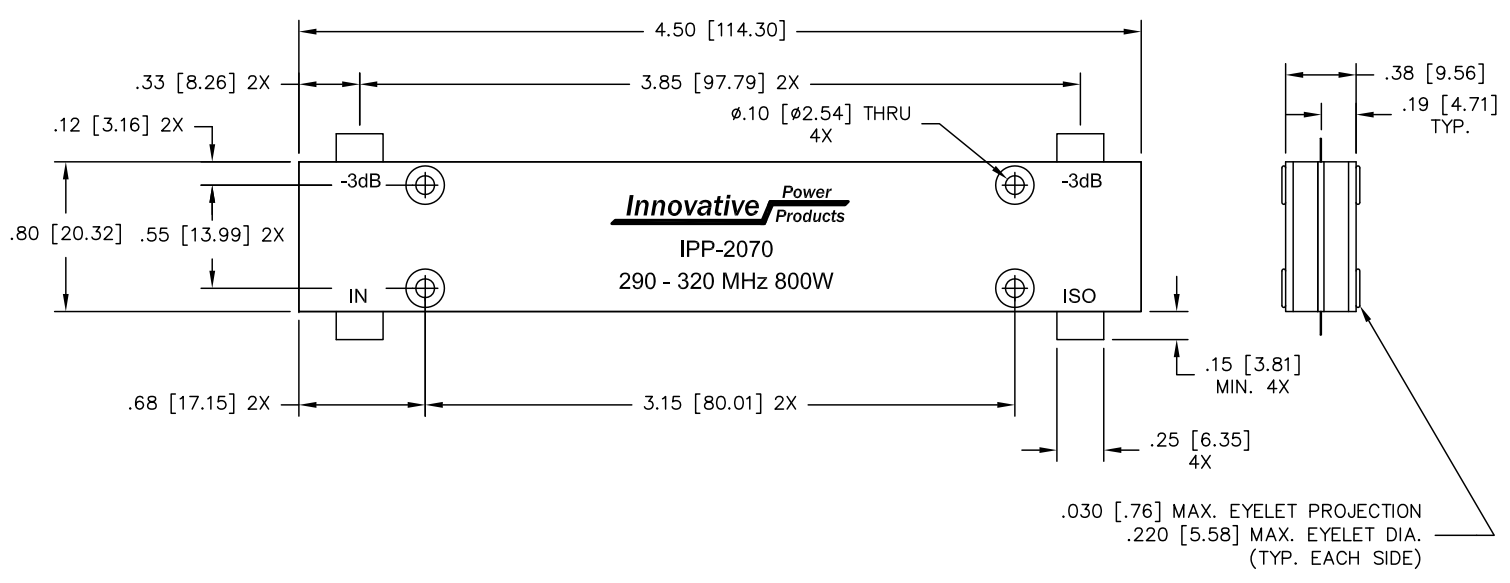 4.50 [114.30]
.33 [8.26] 2X
3.85 [97.79] 2X
.38 [9.56]
.12 [3.16] 2X
ø.10 [ø2.54] THRU
4X
.19 [4.71]
TYP.
-3dB
-3dB
Innovative Power
Products
.80 [20.32]
.55 [13.99] 2X
IPP-2070
290 - 320 MHz 800W
IN
ISO
.15 [3.81]
MIN. 4X
.68 [17.15] 2X
3.15 [80.01] 2X
.25 [6.35]
4X
.030 [.76] MAX. EYELET PROJECTION
.220 [5.58] MAX. EYELET DIA.
(TYP. EACH SIDE)